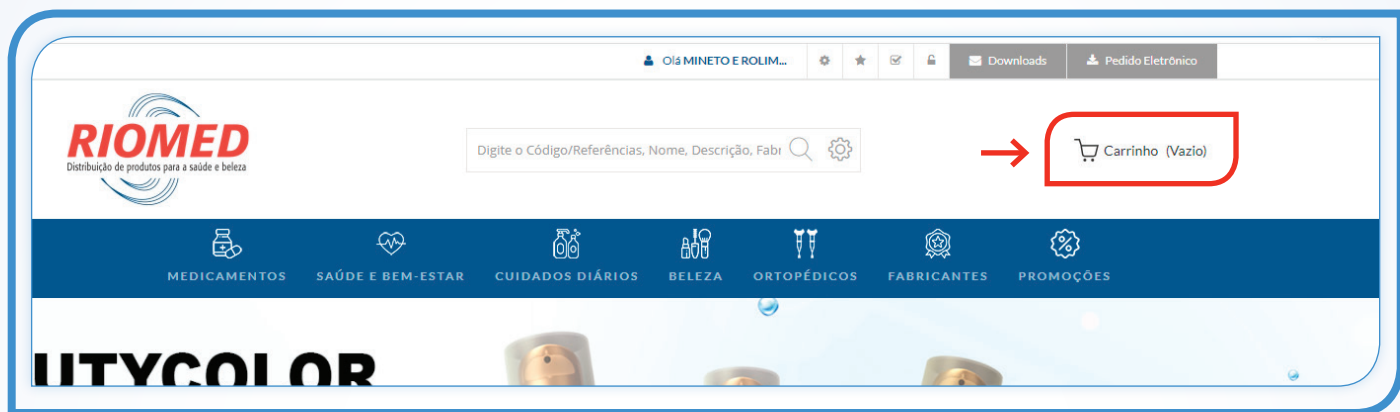 Olá MINETO E ROLIM...
Downloads
Pedido Eletrônico
RIOMED
Distribuição de produtos para a saúde e beleza
Digite o Código/Referências, Nome, Descrição, Fabr
Carrinho (Vazio)
MEDICAMENTOS
SAÚDE E BEM-ESTAR
CUIDADOS DIÁRIOS
BELEZA
ORTOPÉDICOS
FABRICANTES
PROMOÇÕES
UTYCOLOR